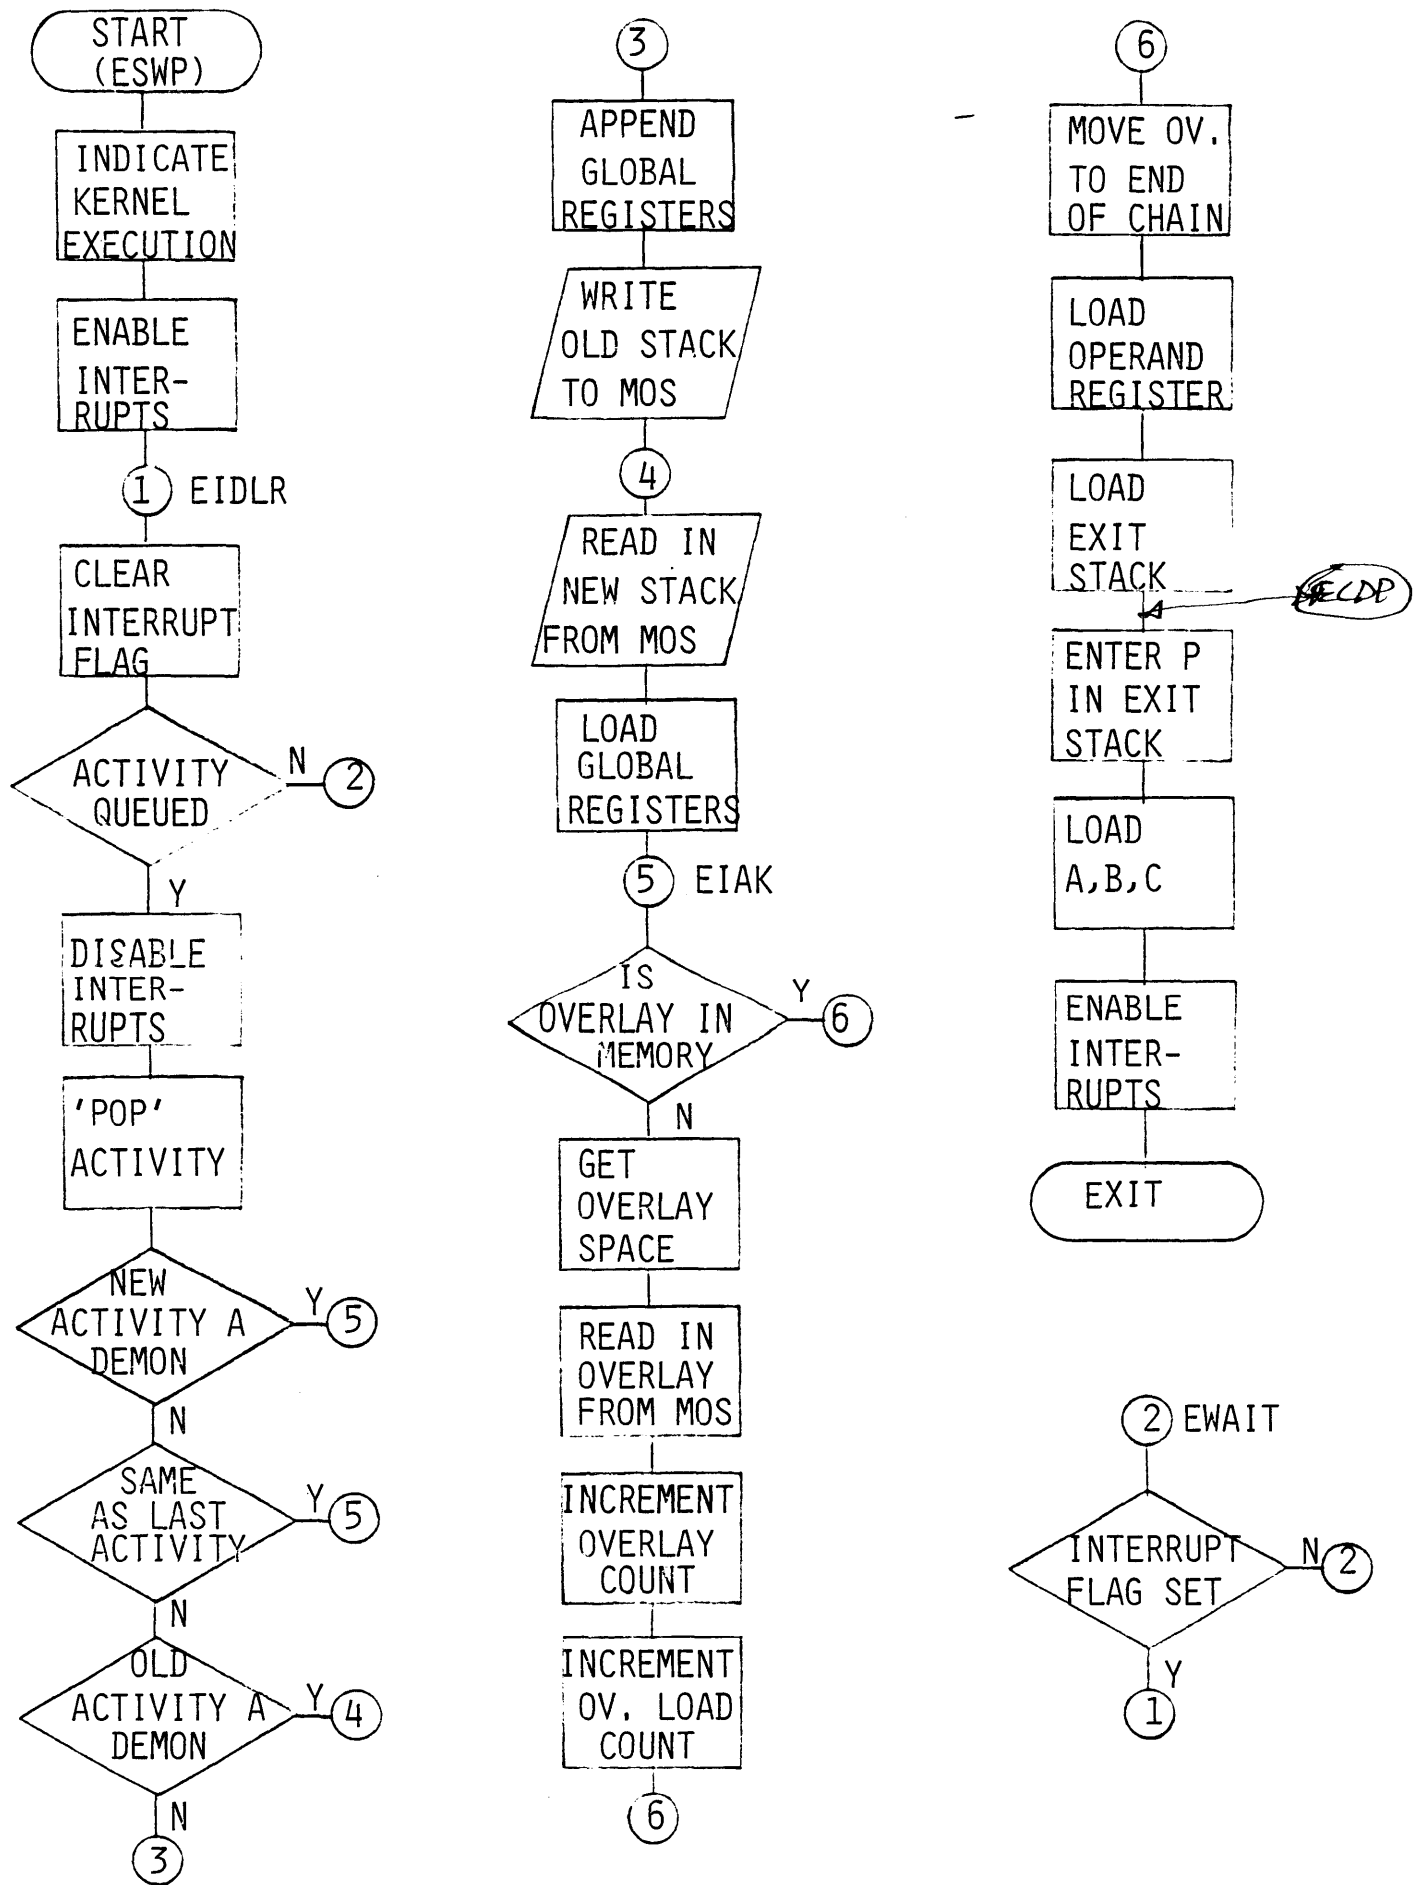 START
(ESWP)
INDICATE
KERNEL
EXECUTION
ENABLE
INTER-
RUPTS
1 EIDLR
CLEAR
INTERRUPT
FLAG
ACTIVITY
QUEUED
N 2
Y
DISABLE
INTER-
RUPTS
'POP'
ACTIVITY
NEW
ACTIVITY A
DEMON
Y 5
N
SAME
AS LAST
ACTIVITY
Y 5
N
OLD
ACTIVITY A
DEMON
Y 4
N
3
3
APPEND
GLOBAL
REGISTERS
WRITE
OLD STACK
TO MOS
4
READ IN
NEW STACK
FROM MOS
LOAD
GLOBAL
REGISTERS
5 EIAK
IS
OVERLAY IN
MEMORY
Y 6
N
GET
OVERLAY
SPACE
READ IN
OVERLAY
FROM MOS
INCREMENT
OVERLAY
COUNT
INCREMENT
OV. LOAD
COUNT
6
6
MOVE OV.
TO END
OF CHAIN
LOAD
OPERAND
REGISTER
LOAD
EXIT
STACK
ENTER P
IN EXIT
STACK
LOAD
A,B,C
ENABLE
INTER-
RUPTS
EXIT
2 EWAIT
INTERRUPT
FLAG SET
N 2
Y
1